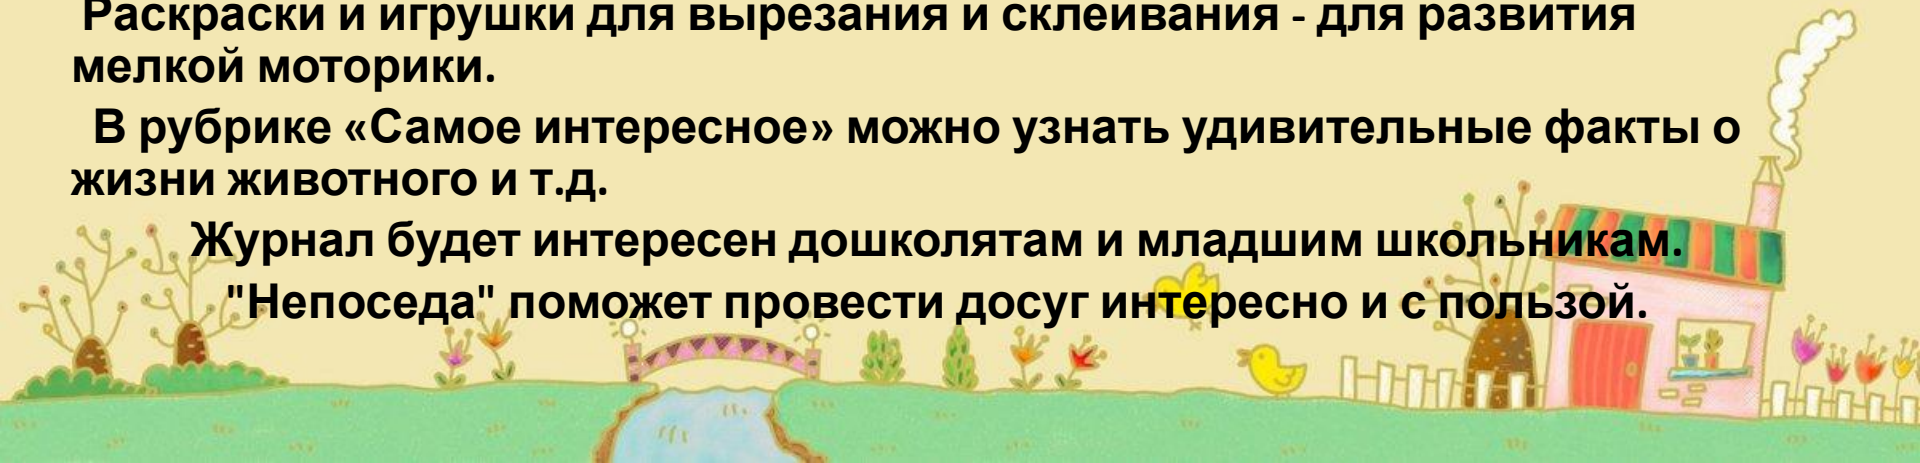 Раскраски и игрушки для вырезания и склеивания - для развития
мелкой моторики.
В рубрике «Самое интересное» можно узнать удивительные факты о
жизни животного и т.д.
Журнал будет интересен дошколятам и младшим школьникам.
"Непоседа" поможет провести досуг интересно и с пользой.